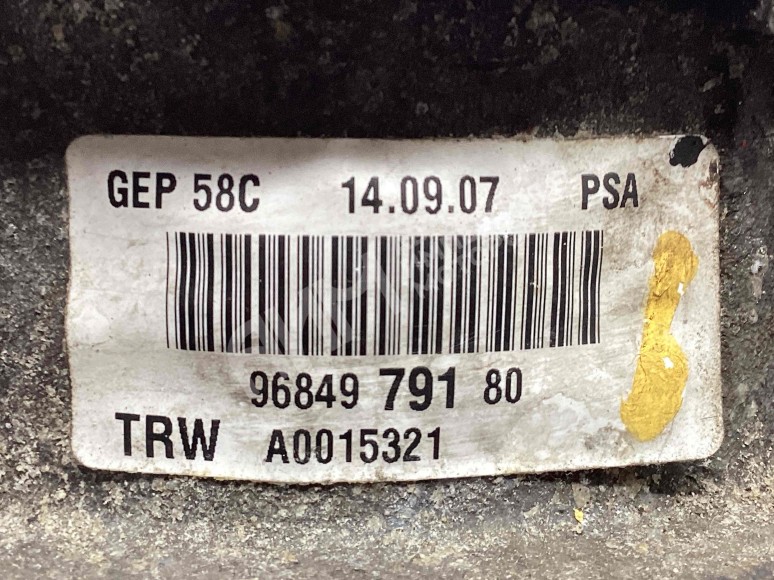 GEP 58C 14.09.07 PSA
96849 791 80
TRW A0015321